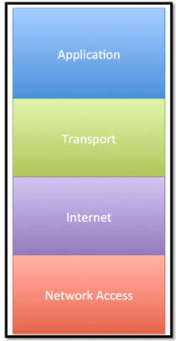 Application
Transport
Internet
Network Access